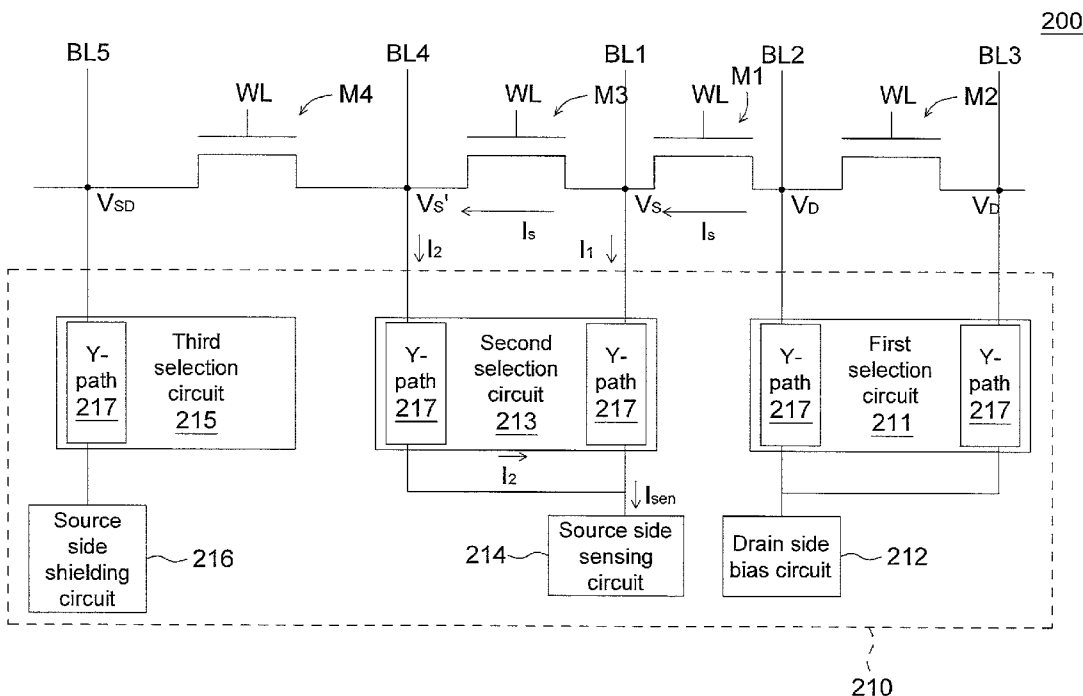 200
BL5 BL4 BL1 BL2 BL3
WL M4 WL M3 WL M1 WL M2
VSD VS' VS VD VD
Is Is
I2 I1
Y-path 217 Third selection circuit 215
Y-path 217 Second selection circuit 213 Y-path 217
Y-path 217 First selection circuit 211 Y-path 217
I2
Isen
Source side shielding circuit 216
214 Source side sensing circuit
Drain side bias circuit 212
210